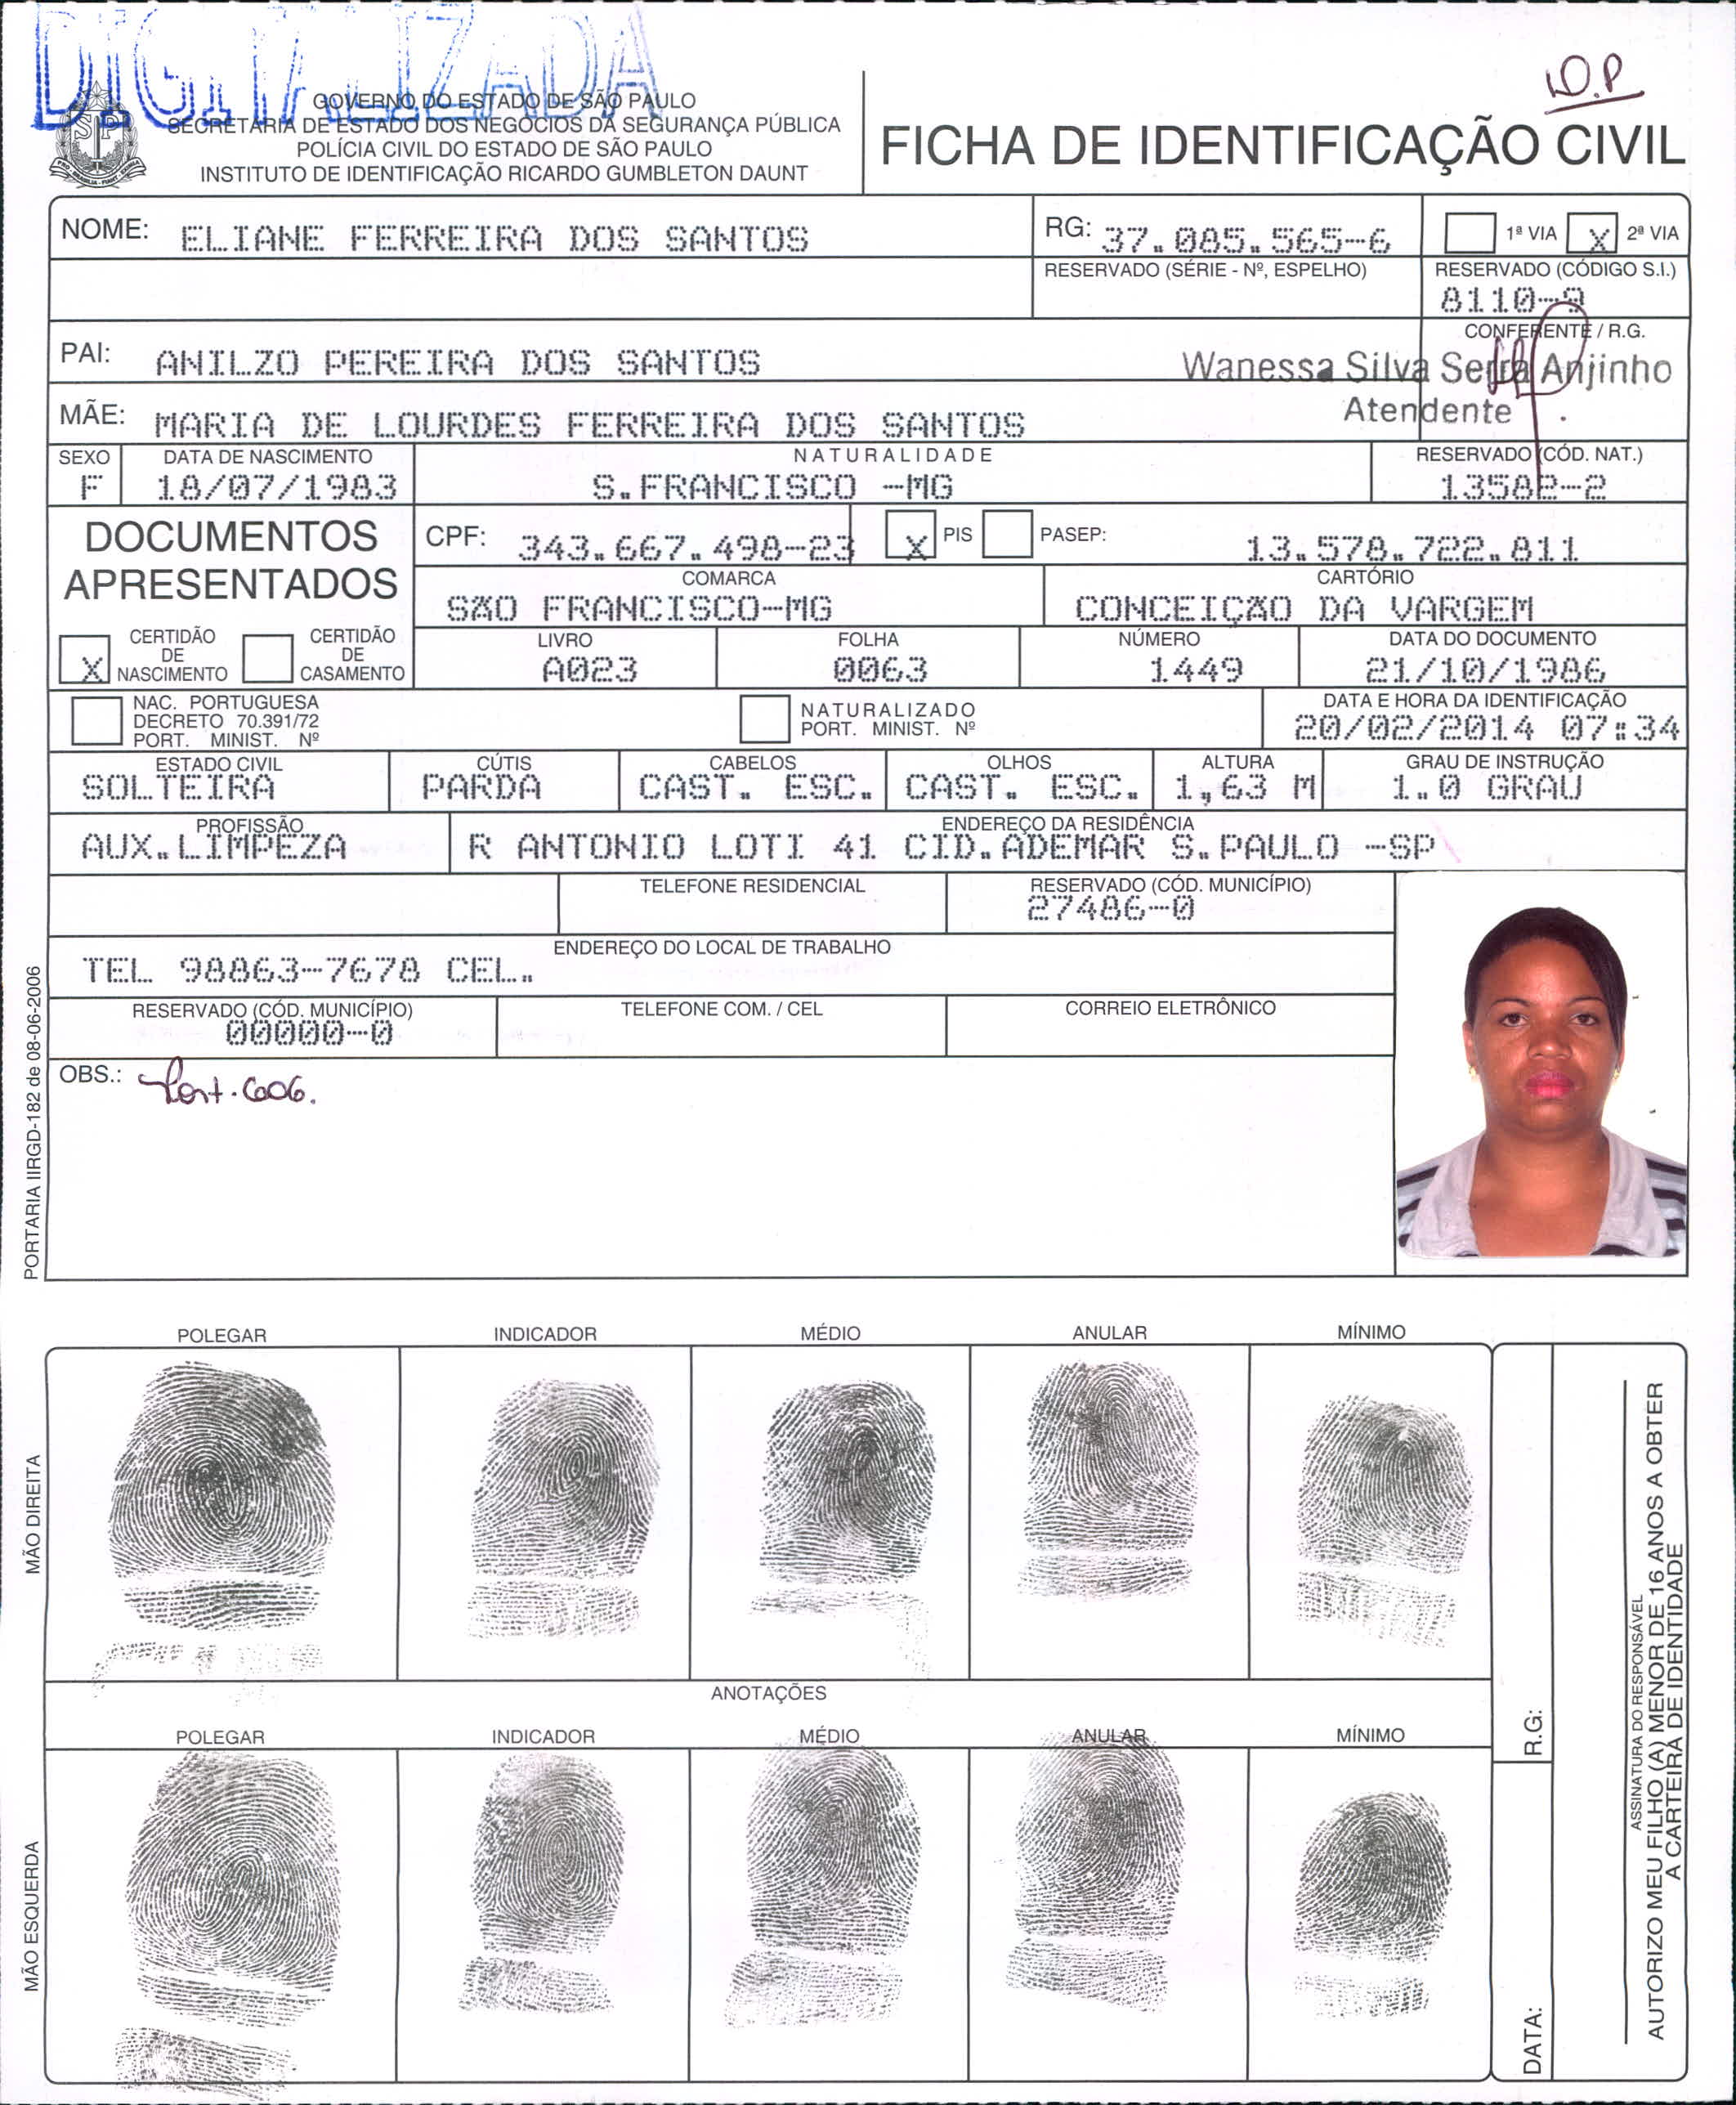 DIGITALIZADA
GOVERNO DO ESTADO DE SÃO PAULO
SECRETARIA DE ESTADO DOS NEGÓCIOS DA SEGURANÇA PÚBLICA
POLÍCIA CIVIL DO ESTADO DE SÃO PAULO
INSTITUTO DE IDENTIFICAÇÃO RICARDO GUMBLETON DAUNT
D.P
FICHA DE IDENTIFICAÇÃO CIVIL
NOME: ELIANE FERREIRA DOS SANTOS RG: 37.085.565-6 1ª VIA X 2ª VIA
RESERVADO (SÉRIE - Nº, ESPELHO) RESERVADO (CÓDIGO S.I.)
8110-9
CONFERENTE / R.G.
PAI: ANILZO PEREIRA DOS SANTOS Wanessa Silva Serra Anjinho
Atendente
MÃE: MARIA DE LOURDES FERREIRA DOS SANTOS
SEXO DATA DE NASCIMENTO NATURALIDADE RESERVADO (CÓD. NAT.)
F 18/07/1983 S.FRANCISCO -MG 13582-2
DOCUMENTOS APRESENTADOS
CPF: 343.667.498-23 X PIS PASEP: 13.578.722.811
COMARCA CARTÓRIO
SÃO FRANCISCO-MG CONCEIÇÃO DA VARGEM
X CERTIDÃO DE NASCIMENTO CERTIDÃO DE CASAMENTO
LIVRO FOLHA NÚMERO DATA DO DOCUMENTO
A023 0063 1449 21/10/1986
NAC. PORTUGUESA
DECRETO 70.391/72
PORT. MINIST. Nº
NATURALIZADO
PORT. MINIST. Nº
DATA E HORA DA IDENTIFICAÇÃO
20/02/2014 07:34
ESTADO CIVIL CÚTIS CABELOS OLHOS ALTURA GRAU DE INSTRUÇÃO
SOLTEIRA PARDA CAST. ESC. CAST. ESC. 1,63 M 1.0 GRAU
PROFISSÃO ENDEREÇO DA RESIDÊNCIA
AUX.LIMPEZA R ANTONIO LOTI 41 CID.ADEMAR S.PAULO -SP
TELEFONE RESIDENCIAL RESERVADO (CÓD. MUNICÍPIO)
27486-0
ENDEREÇO DO LOCAL DE TRABALHO
TEL 98863-7678 CEL.
RESERVADO (CÓD. MUNICÍPIO) TELEFONE COM. / CEL CORREIO ELETRÔNICO
00000-0
OBS.:
PORTARIA IIRGD-182 de 08-06-2006
POLEGAR INDICADOR MÉDIO ANULAR MÍNIMO
MÃO DIREITA
ANOTAÇÕES
POLEGAR INDICADOR MÉDIO ANULAR MÍNIMO
MÃO ESQUERDA
R.G:
DATA:
ASSINATURA DO RESPONSÁVEL
AUTORIZO MEU FILHO (A) MENOR DE 16 ANOS A OBTER
A CARTEIRA DE IDENTIDADE